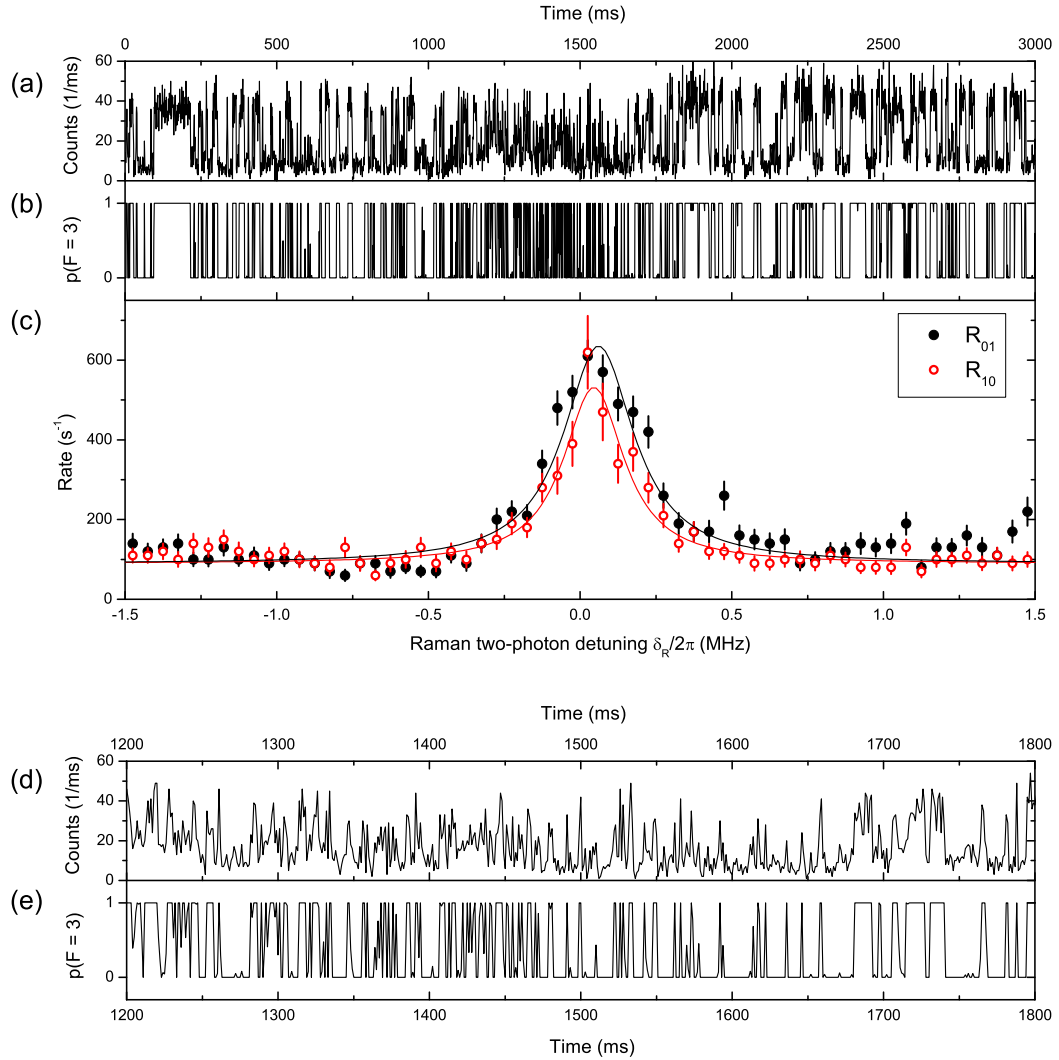 Time (ms)
0 500 1000 1500 2000 2500 3000
(a)
60
40
20
0
Counts (1/ms)
(b)
1
0
p(F = 3)
(c)
600
400
200
0
Rate (s⁻¹)
R₀₁
R₁₀
-1.5 -1.0 -0.5 0.0 0.5 1.0 1.5
Raman two-photon detuning δ_R/2π (MHz)
Time (ms)
1200 1300 1400 1500 1600 1700 1800
(d)
60
40
20
0
Counts (1/ms)
(e)
1
0
p(F = 3)
1200 1300 1400 1500 1600 1700 1800
Time (ms)